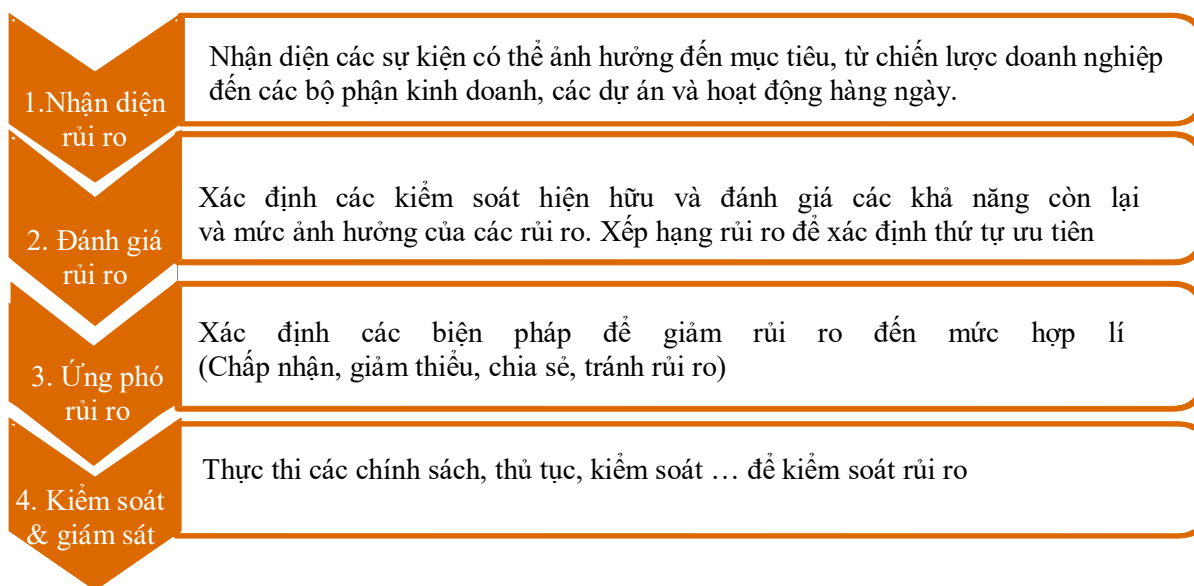 1.Nhận diện
rủi ro
Nhận diện các sự kiện có thể ảnh hưởng đến mục tiêu, từ chiến lược doanh nghiệp
đến các bộ phận kinh doanh, các dự án và hoạt động hàng ngày.
2. Đánh giá
rủi ro
Xác định các kiểm soát hiện hữu và đánh giá các khả năng còn lại
và mức ảnh hưởng của các rủi ro. Xếp hạng rủi ro để xác định thứ tự ưu tiên
3. Ứng phó
rủi ro
Xác định các biện pháp để giảm rủi ro đến mức hợp lí
(Chấp nhận, giảm thiểu, chia sẻ, tránh rủi ro)
4. Kiểm soát
& giám sát
Thực thi các chính sách, thủ tục, kiểm soát … để kiểm soát rủi ro